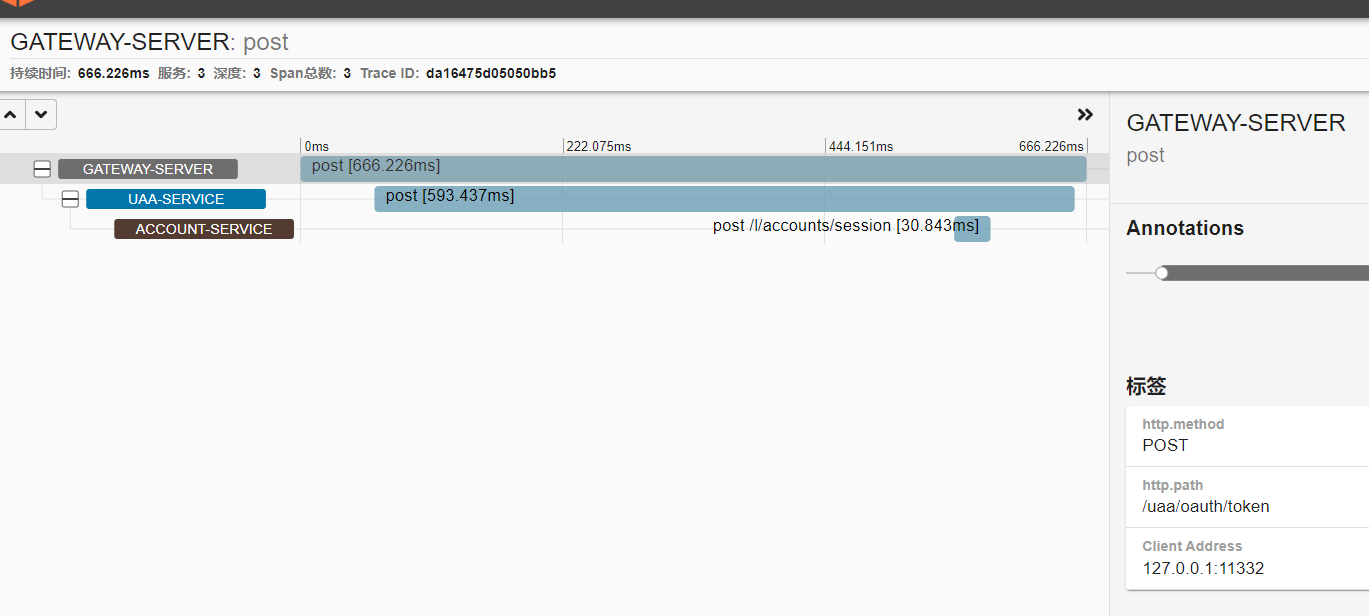 GATEWAY-SERVER: post
持续时间: 666.226ms 服务: 3 深度: 3 Span总数: 3 Trace ID: da16475d05050bb5
0ms 222.075ms 444.151ms 666.226ms
GATEWAY-SERVER post [666.226ms]
UAA-SERVICE post [593.437ms]
ACCOUNT-SERVICE post /l/accounts/session [30.843ms]
GATEWAY-SERVER
post
Annotations
标签
http.method
POST
http.path
/uaa/oauth/token
Client Address
127.0.0.1:11332